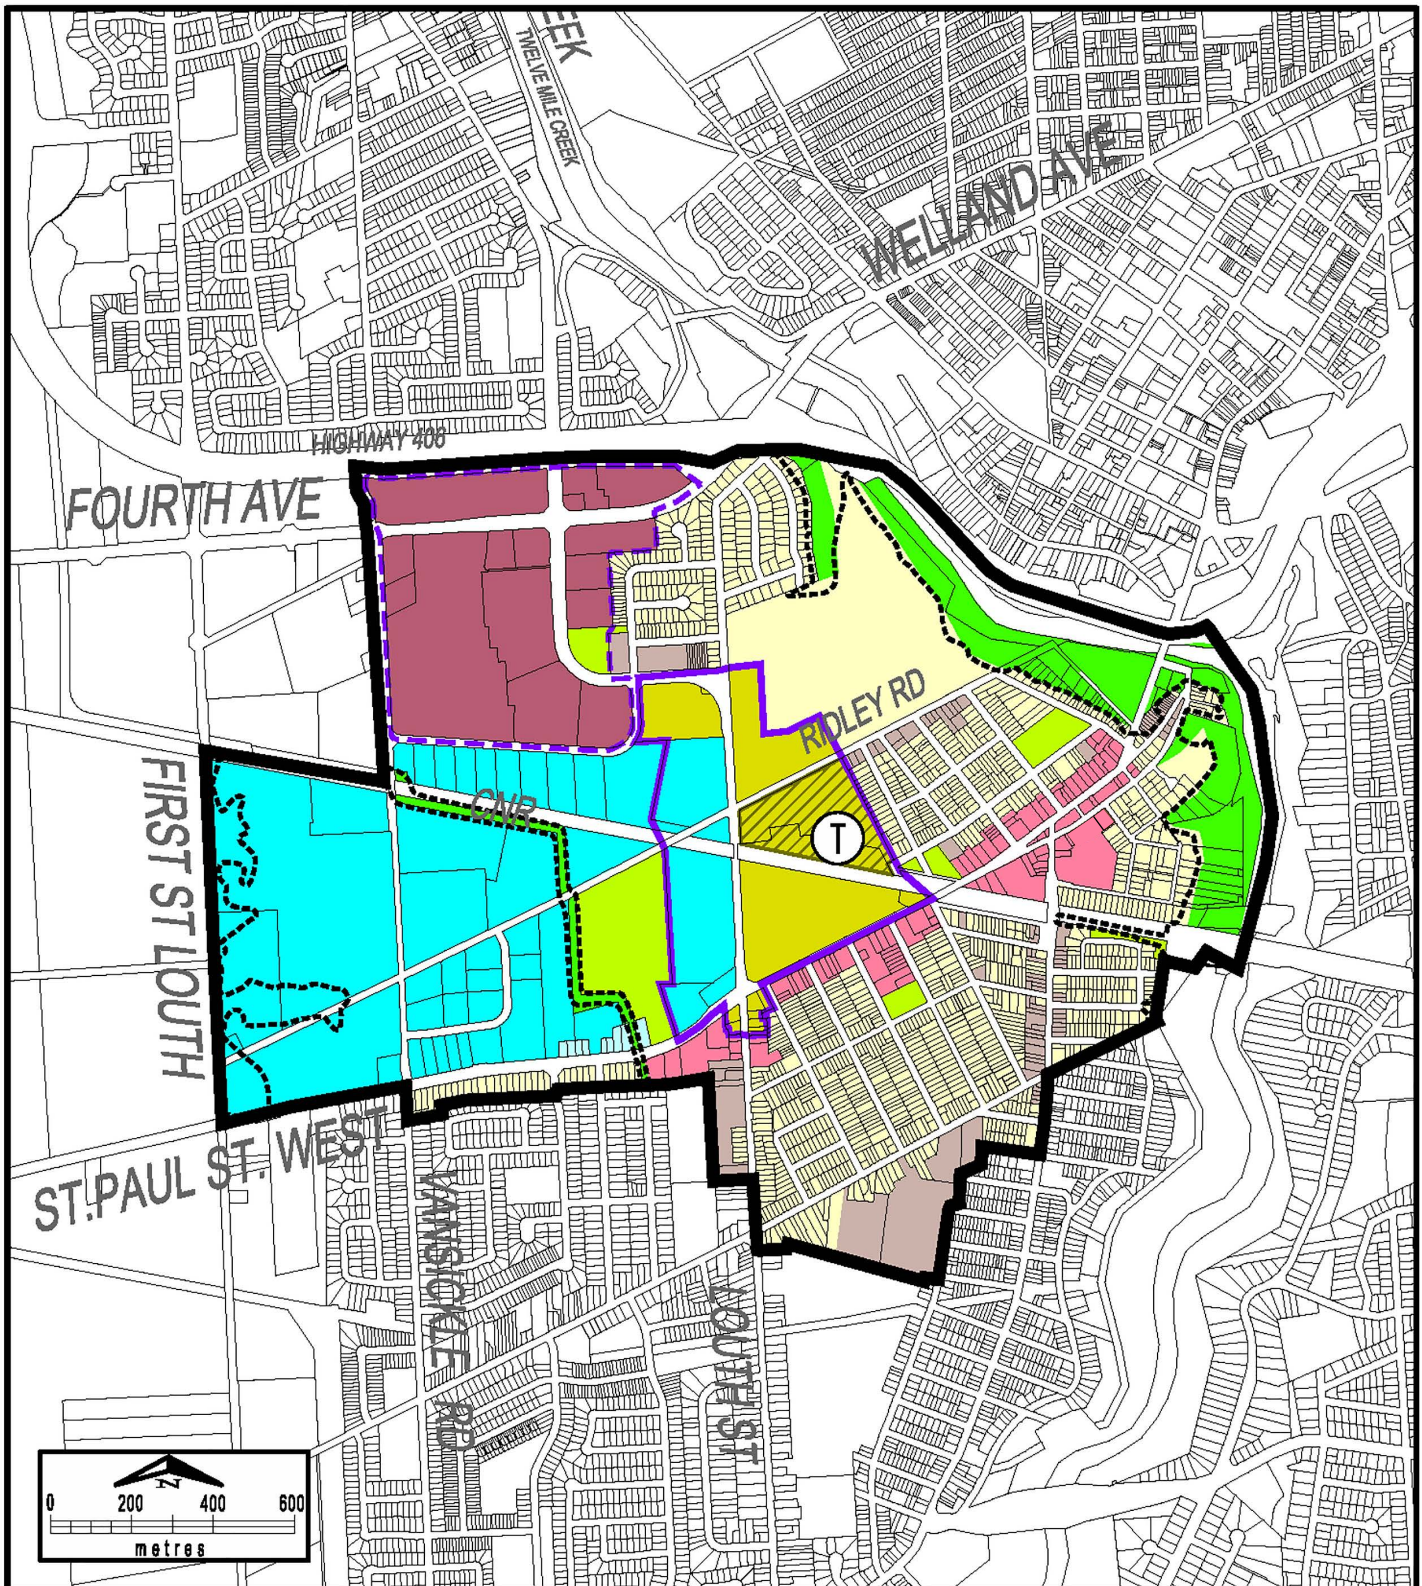 EEK
TWELVE MILE CREEK
WELLAND AVE
HIGHWAY 406
FOURTH AVE
RIDLEY RD
FIRST ST LOUTH
CNR
T
ST.PAUL ST. WEST
VANSICKLE RD
LOUTH ST
N
0 200 400 600
metres